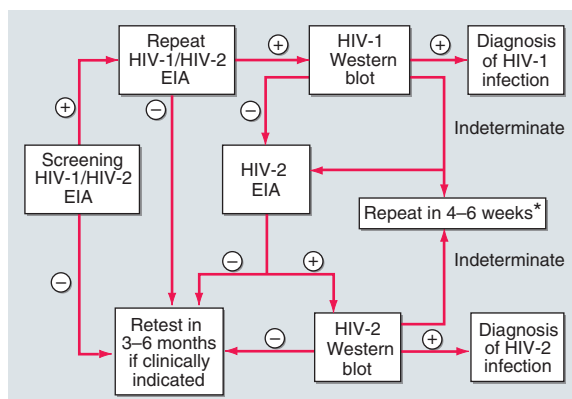 Repeat
HIV-1/HIV-2
EIA
+
HIV-1
Western
blot
+
Diagnosis
of HIV-1
infection
+
−
−
Indeterminate
Screening
HIV-1/HIV-2
EIA
HIV-2
EIA
Repeat in 4–6 weeks*
−
−
+
Indeterminate
Retest in
3–6 months
if clinically
indicated
−
HIV-2
Western
blot
+
Diagnosis
of HIV-2
infection